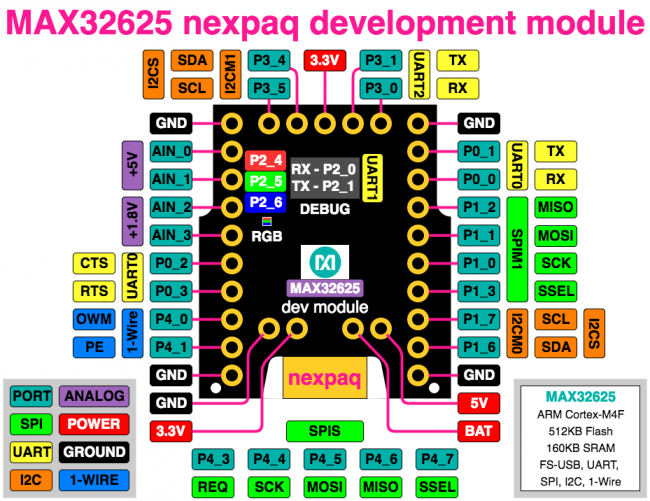 MAX32625 nexpaq development module
I2CS SDA I2CM1 P3_4 3.3V P3_1 UART2 TX
SCL P3_5 P3_0 RX
GND GND
+5V AIN_0 P2_4 RX - P2_0 UART1 P0_1 UART0 TX
AIN_1 P2_5 TX - P2_1 P0_0 RX
+1.8V AIN_2 P2_6 DEBUG P1_2 SPIM1 MISO
AIN_3 RGB P1_1 MOSI
CTS UART0 P0_2 P1_0 SCK
RTS P0_3 MAX32625 P1_3 SSEL
dev module
OWM 1-Wire P4_0 P1_7 I2CM0 SCL I2CS
PE P4_1 P1_6 SDA
GND nexpaq GND
GND 5V
3.3V SPIS BAT
P4_3 P4_4 P4_5 P4_6 P4_7
REQ SCK MOSI MISO SSEL
PORT ANALOG
SPI POWER
UART GROUND
I2C 1-WIRE
MAX32625
ARM Cortex-M4F
512KB Flash
160KB SRAM
FS-USB, UART,
SPI, I2C, 1-Wire